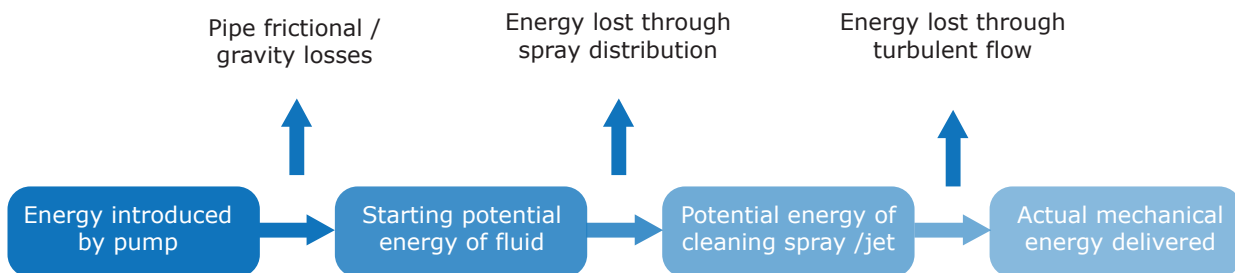 Pipe frictional /
gravity losses
Energy lost through
spray distribution
Energy lost through
turbulent flow
Energy introduced
by pump
Starting potential
energy of fluid
Potential energy of
cleaning spray /jet
Actual mechanical
energy delivered